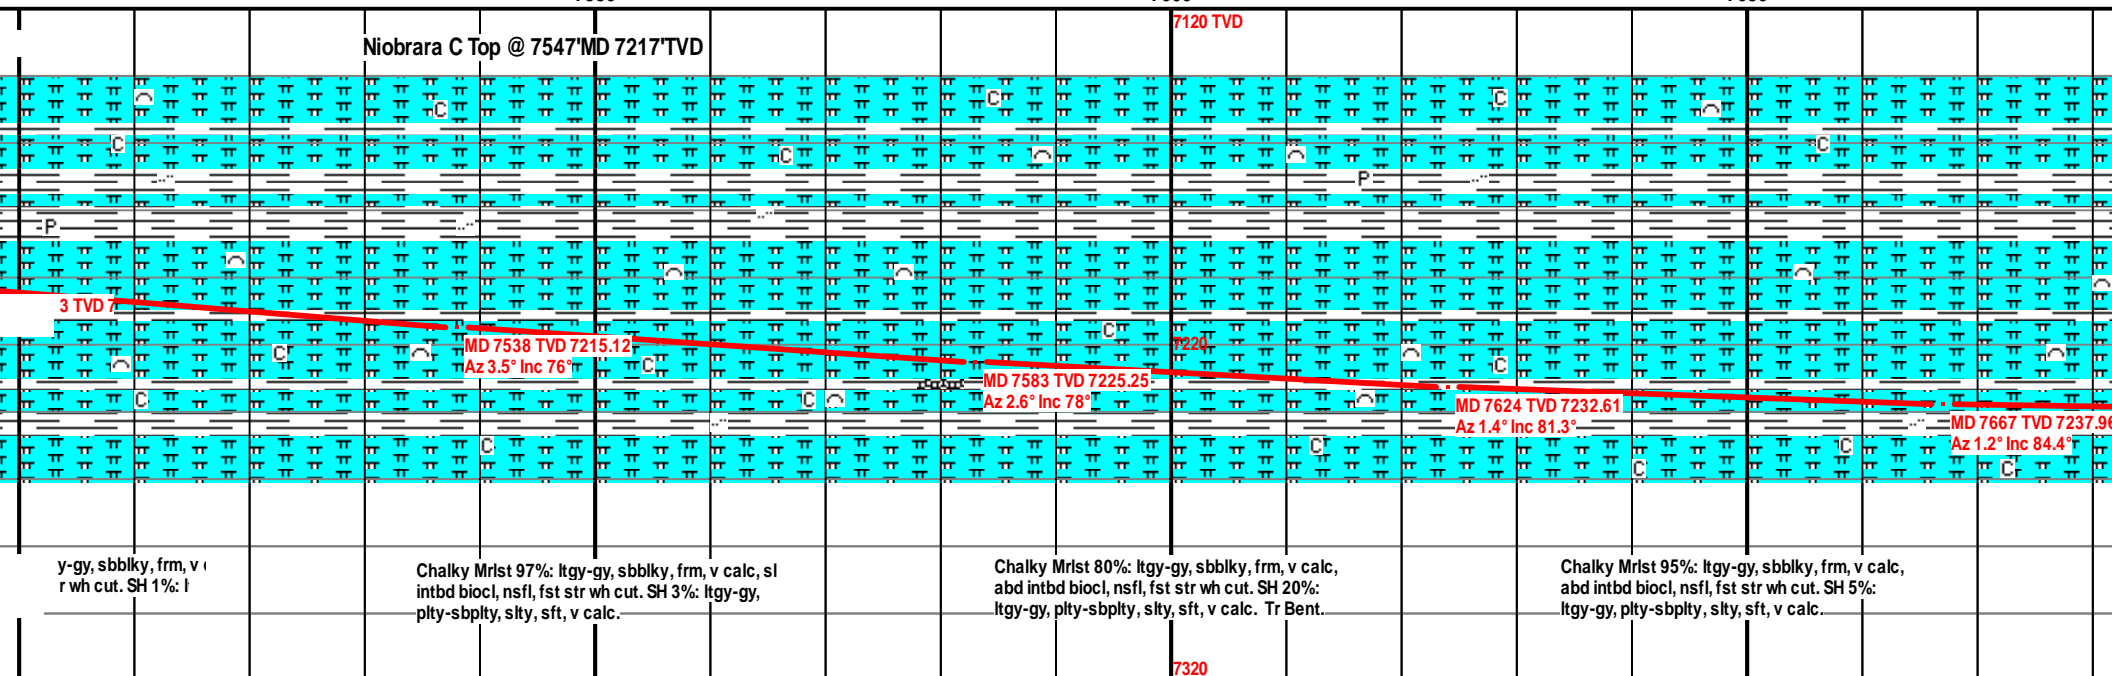 7120 TVD
Niobrara C Top @ 7547'MD 7217'TVD
C
C
C
C
C
C
C
P
P
3 TVD 7
MD 7538 TVD 7215.12
Az 3.5° Inc 76°
7220
MD 7583 TVD 7225.25
Az 2.6° Inc 78°
MD 7624 TVD 7232.61
Az 1.4° Inc 81.3°
MD 7667 TVD 7237.96
Az 1.2° Inc 84.4°
C
C
C
C
C
C
C
C
C
C
C
y-gy, sbblky, frm, v
r wh cut. SH 1%:
Chalky Mrlst 97%: ltgy-gy, sbblky, frm, v calc, sl
intbd biocl, nsfl, fst str wh cut. SH 3%: ltgy-gy,
plty-sbplty, slty, sft, v calc.
Chalky Mrlst 80%: ltgy-gy, sbblky, frm, v calc,
abd intbd biocl, nsfl, fst str wh cut. SH 20%:
ltgy-gy, plty-sbplty, slty, sft, v calc.  Tr Bent.
Chalky Mrlst 95%: ltgy-gy, sbblky, frm, v calc,
abd intbd biocl, nsfl, fst str wh cut. SH 5%:
ltgy-gy, plty-sbplty, slty, sft, v calc.
7320